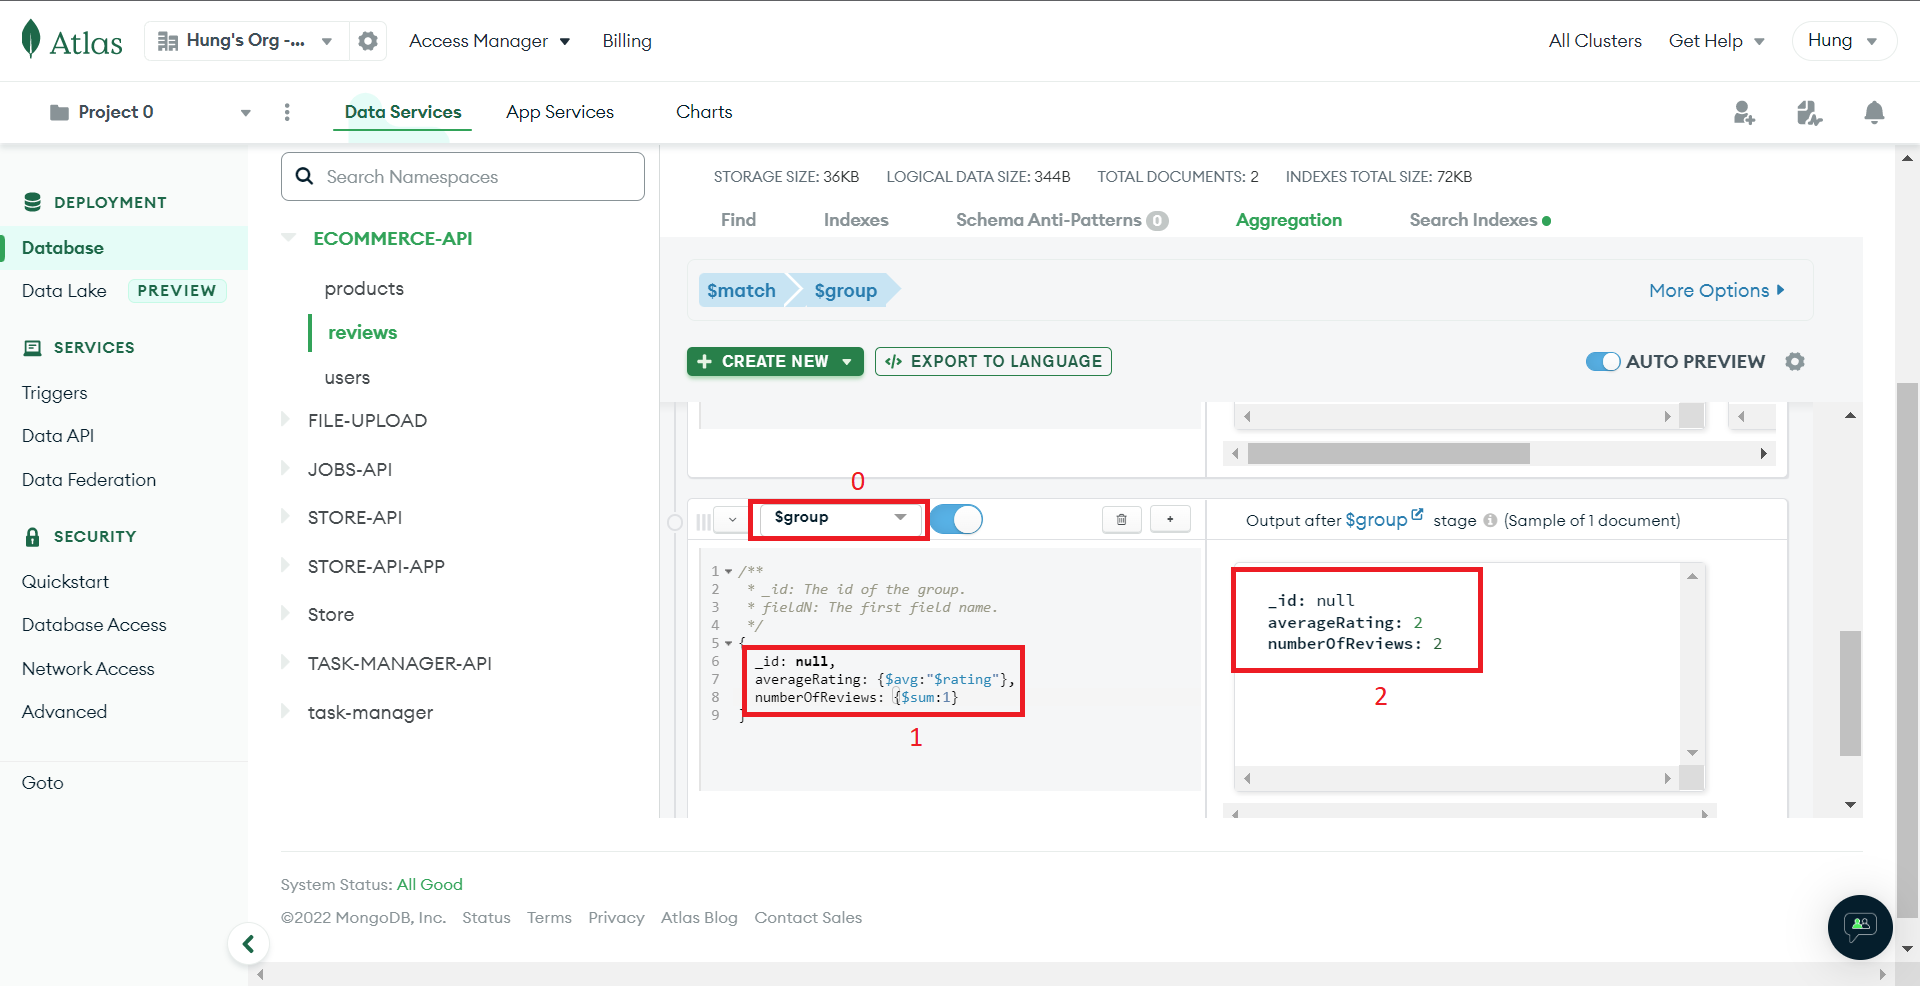 Atlas
Hung's Org -...
Access Manager
Billing
All Clusters
Get Help
Hung
Project 0
Data Services
App Services
Charts
DEPLOYMENT
Database
Data Lake
PREVIEW
SERVICES
Triggers
Data API
Data Federation
SECURITY
Quickstart
Database Access
Network Access
Advanced
Goto
Search Namespaces
ECOMMERCE-API
products
reviews
users
FILE-UPLOAD
JOBS-API
STORE-API
STORE-API-APP
Store
TASK-MANAGER-API
task-manager
STORAGE SIZE: 36KB LOGICAL DATA SIZE: 344B TOTAL DOCUMENTS: 2 INDEXES TOTAL SIZE: 72KB
Find
Indexes
Schema Anti-Patterns 0
Aggregation
Search Indexes
$match
$group
More Options
+ CREATE NEW
</> EXPORT TO LANGUAGE
AUTO PREVIEW
0
$group
+
1 /**
2 * _id: The id of the group.
3 * fieldN: The first field name.
4 */
5 {
6 _id: null,
7 averageRating: {$avg:"$rating"},
8 numberOfReviews: {$sum:1}
9 }
1
Output after $group stage (Sample of 1 document)
_id: null
averageRating: 2
numberOfReviews: 2
2
System Status: All Good
©2022 MongoDB, Inc. Status Terms Privacy Atlas Blog Contact Sales